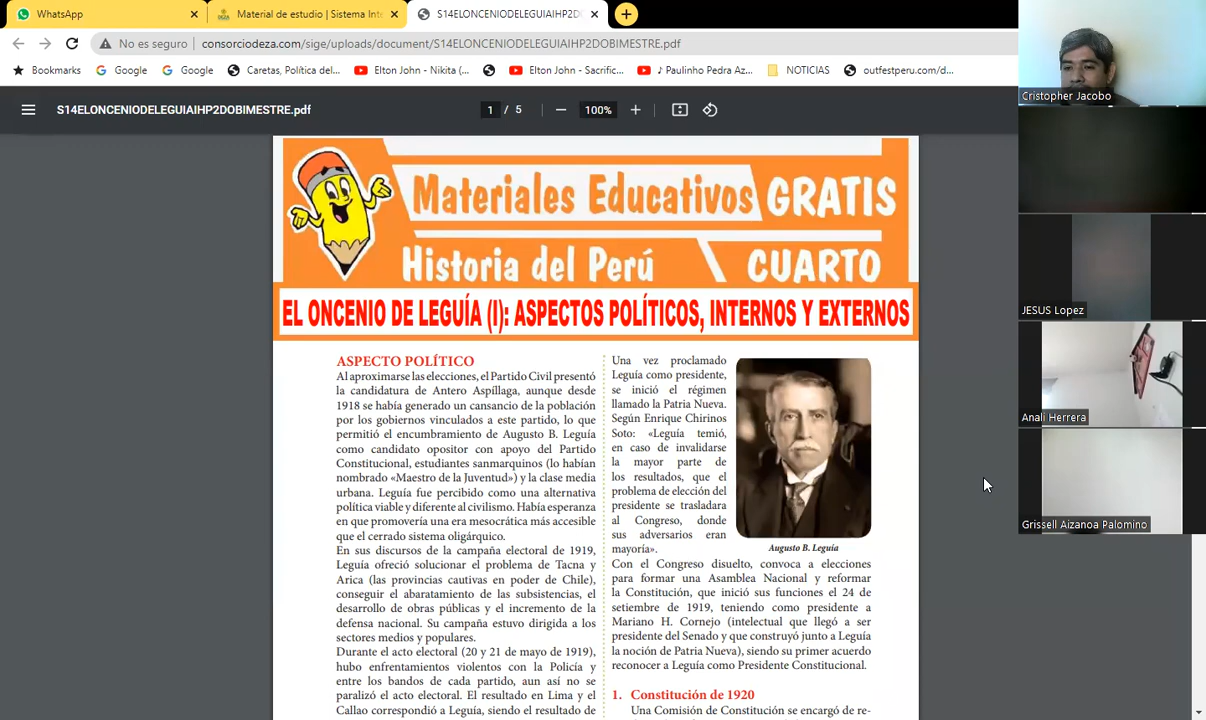 WhatsApp
Material de estudio | Sistema Inte
S14ELONCENIODELEGUIAIHP2DO
No es seguro
consorciodeza.com/sige/uploads/document/S14ELONCENIODELEGUIAIHP2DOBIMESTRE.pdf
Bookmarks
Google
Google
Caretas, Política del...
Elton John - Nikita (...
Elton John - Sacrific...
♪ Paulinho Pedra Az...
NOTICIAS
outfestperu.com/d...
S14ELONCENIODELEGUIAIHP2DOBIMESTRE.pdf
1 / 5
100%
Materiales Educativos GRATIS
Historia del Perú CUARTO
EL ONCENIO DE LEGUÍA (I): ASPECTOS POLÍTICOS, INTERNOS Y EXTERNOS
ASPECTO POLÍTICO
Al aproximarse las elecciones, el Partido Civil presentó
la candidatura de Antero Aspíllaga, aunque desde
1918 se había generado un cansancio de la población
por los gobiernos vinculados a este partido, lo que
permitió el encumbramiento de Augusto B. Leguía
como candidato opositor con apoyo del Partido
Constitucional, estudiantes sanmarquinos (lo habían
nombrado «Maestro de la Juventud») y la clase media
urbana. Leguía fue percibido como una alternativa
política viable y diferente al civilismo. Había esperanza
en que promovería una era mesocrática más accesible
que el cerrado sistema oligárquico.
En sus discursos de la campaña electoral de 1919,
Leguía ofreció solucionar el problema de Tacna y
Arica (las provincias cautivas en poder de Chile),
conseguir el abaratamiento de las subsistencias, el
desarrollo de obras públicas y el incremento de la
defensa nacional. Su campaña estuvo dirigida a los
sectores medios y populares.
Durante el acto electoral (20 y 21 de mayo de 1919),
hubo enfrentamientos violentos con la Policía y
entre los bandos de cada partido, aun así no se
paralizó el acto electoral. El resultado en Lima y el
Callao correspondió a Leguía, siendo el resultado de
Una vez proclamado
Leguía como presidente,
se inició el régimen
llamado la Patria Nueva.
Según Enrique Chirinos
Soto: «Leguía temió,
en caso de invalidarse
la mayor parte de
los resultados, que el
problema de elección del
presidente se trasladara
al Congreso, donde
sus adversarios eran
mayoría».
Augusto B. Leguía
Con el Congreso disuelto, convoca a elecciones
para formar una Asamblea Nacional y reformar
la Constitución, que inició sus funciones el 24 de
setiembre de 1919, teniendo como presidente a
Mariano H. Cornejo (intelectual que llegó a ser
presidente del Senado y que construyó junto a Leguía
la noción de Patria Nueva), siendo su primer acuerdo
reconocer a Leguía como Presidente Constitucional.
1. Constitución de 1920
Una Comisión de Constitución se encargó de re-
Cristopher Jacobo
JESUS Lopez
Anali Herrera
Grissell Aizanoa Palomino